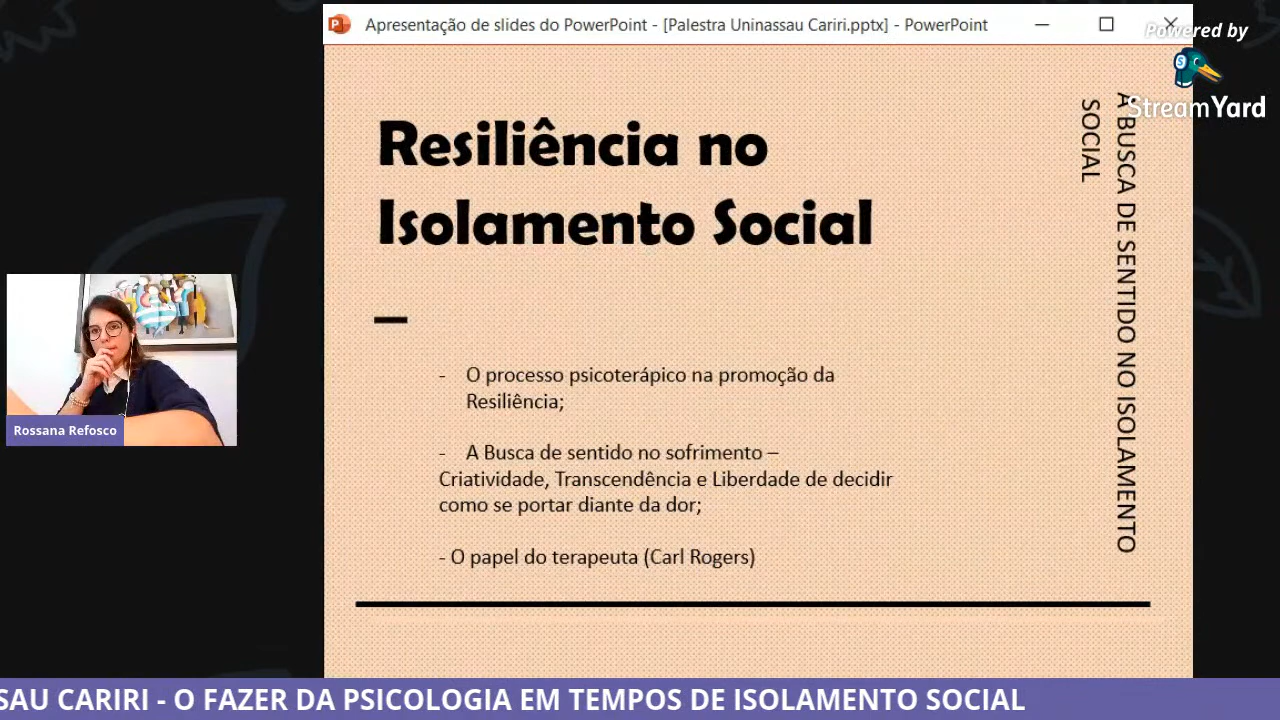 Apresentação de slides do PowerPoint - [Palestra Uninassau Cariri.pptx] - PowerPoint
Powered by
StreamYard
Resiliência no
Isolamento Social
A BUSCA DE SENTIDO NO ISOLAMENTO
SOCIAL
- O processo psicoterápico na promoção da
Resiliência;
- A Busca de sentido no sofrimento –
Criatividade, Transcendência e Liberdade de decidir
como se portar diante da dor;
- O papel do terapeuta (Carl Rogers)
Rossana Refosco
SAU CARIRI - O FAZER DA PSICOLOGIA EM TEMPOS DE ISOLAMENTO SOCIAL